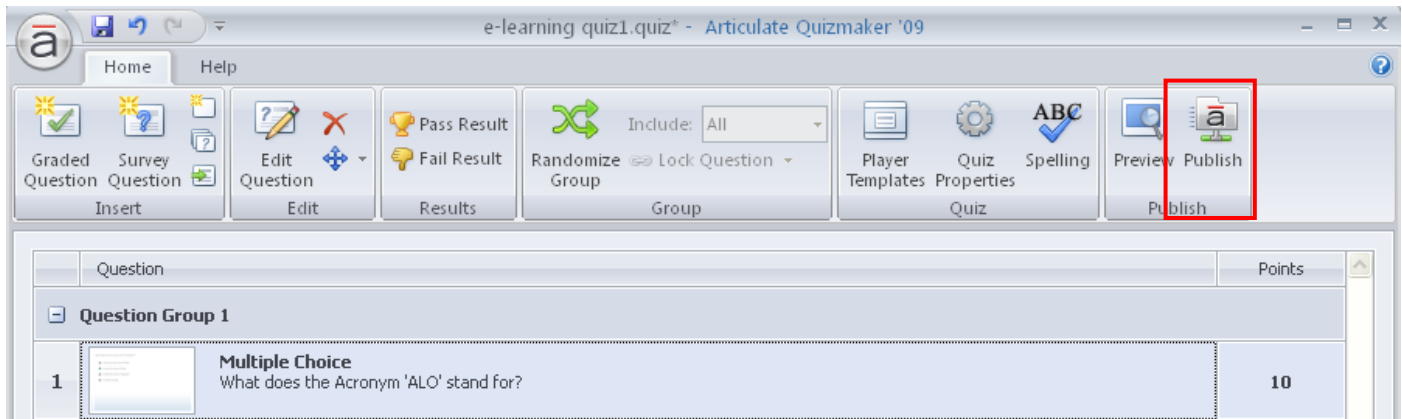 e-learning quiz1.quiz* - Articulate Quizmaker '09
Home Help
Graded Question
Survey Question
Edit Question
Pass Result
Fail Result
Randomize Group
Include: All
Lock Question
Player Templates
Quiz Properties
ABC
Spelling
Preview
Publish
Insert Edit Results Group Quiz Publish
Question Points
Question Group 1
1
Multiple Choice
What does the Acronym 'ALO' stand for?
10